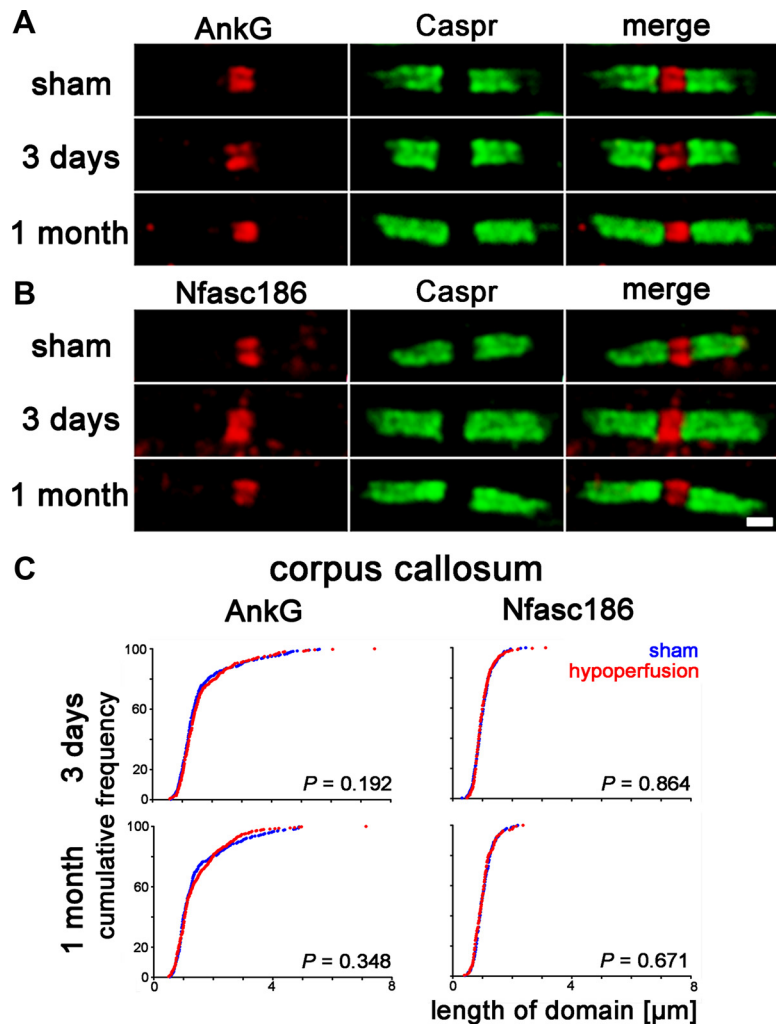 A
AnkG Caspr merge
sham
3 days
1 month
B
Nfasc186 Caspr merge
sham
3 days
1 month
C
corpus callosum
AnkG Nfasc186
3 days
1 month
cumulative frequency
100
60
20
0
P = 0.192
sham
hypoperfusion
P = 0.864
100
60
20
0
0 4 8
P = 0.348
0 4 8
P = 0.671
length of domain [µm]